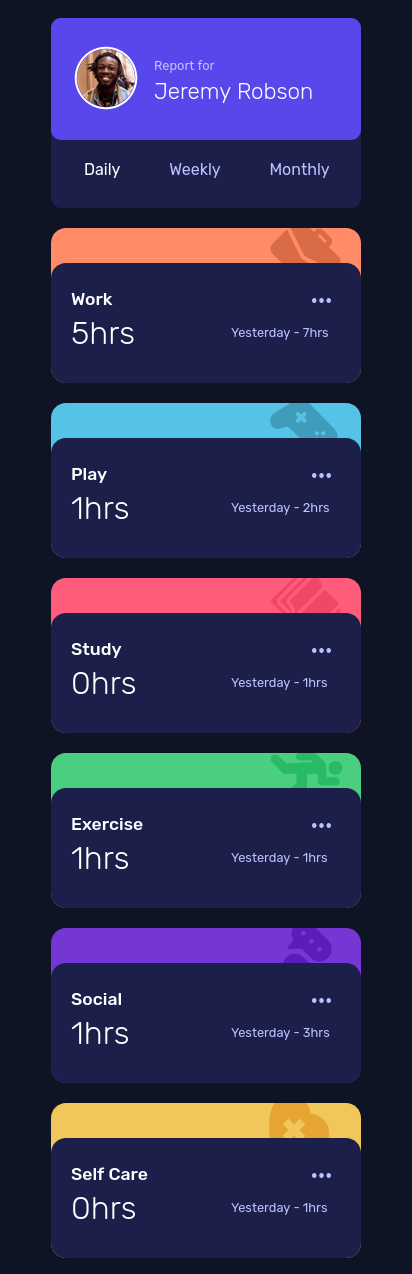 Report for
Jeremy Robson
Daily Weekly Monthly
Work
5hrs Yesterday - 7hrs
Play
1hrs Yesterday - 2hrs
Study
0hrs Yesterday - 1hrs
Exercise
1hrs Yesterday - 1hrs
Social
1hrs Yesterday - 3hrs
Self Care
0hrs Yesterday - 1hrs